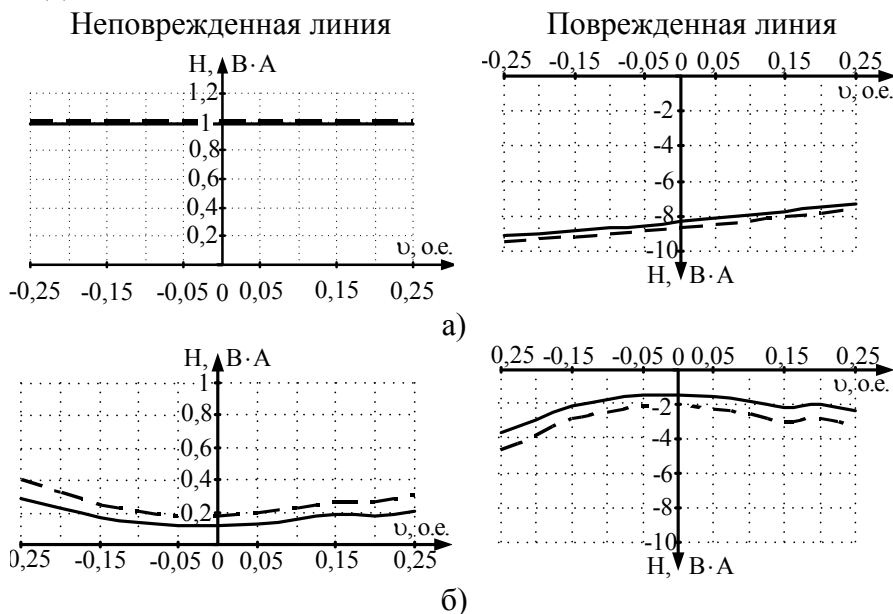 Неповрежденная линия
Поврежденная линия
Н, В·А
1,2
1
0,8
0,6
0,4
0,2
υ, о.е.
-0,25 -0,15 -0,05 0 0,05 0,15 0,25
-0,25 -0,15 -0,05 0 0,05 0,15 0,25
υ, о.е.
-2
-4
-6
-8
-10
Н, В·А
а)
Н, В·А
1
0,8
0,6
0,4
0,2
υ, о.е.
0,25 -0,15 -0,05 0 0,05 0,15 0,25
0,25 -0,15 -0,05 0 0,05 0,15 0,25
υ, о.е.
-2
-4
-6
-8
-10
Н, В·А
б)